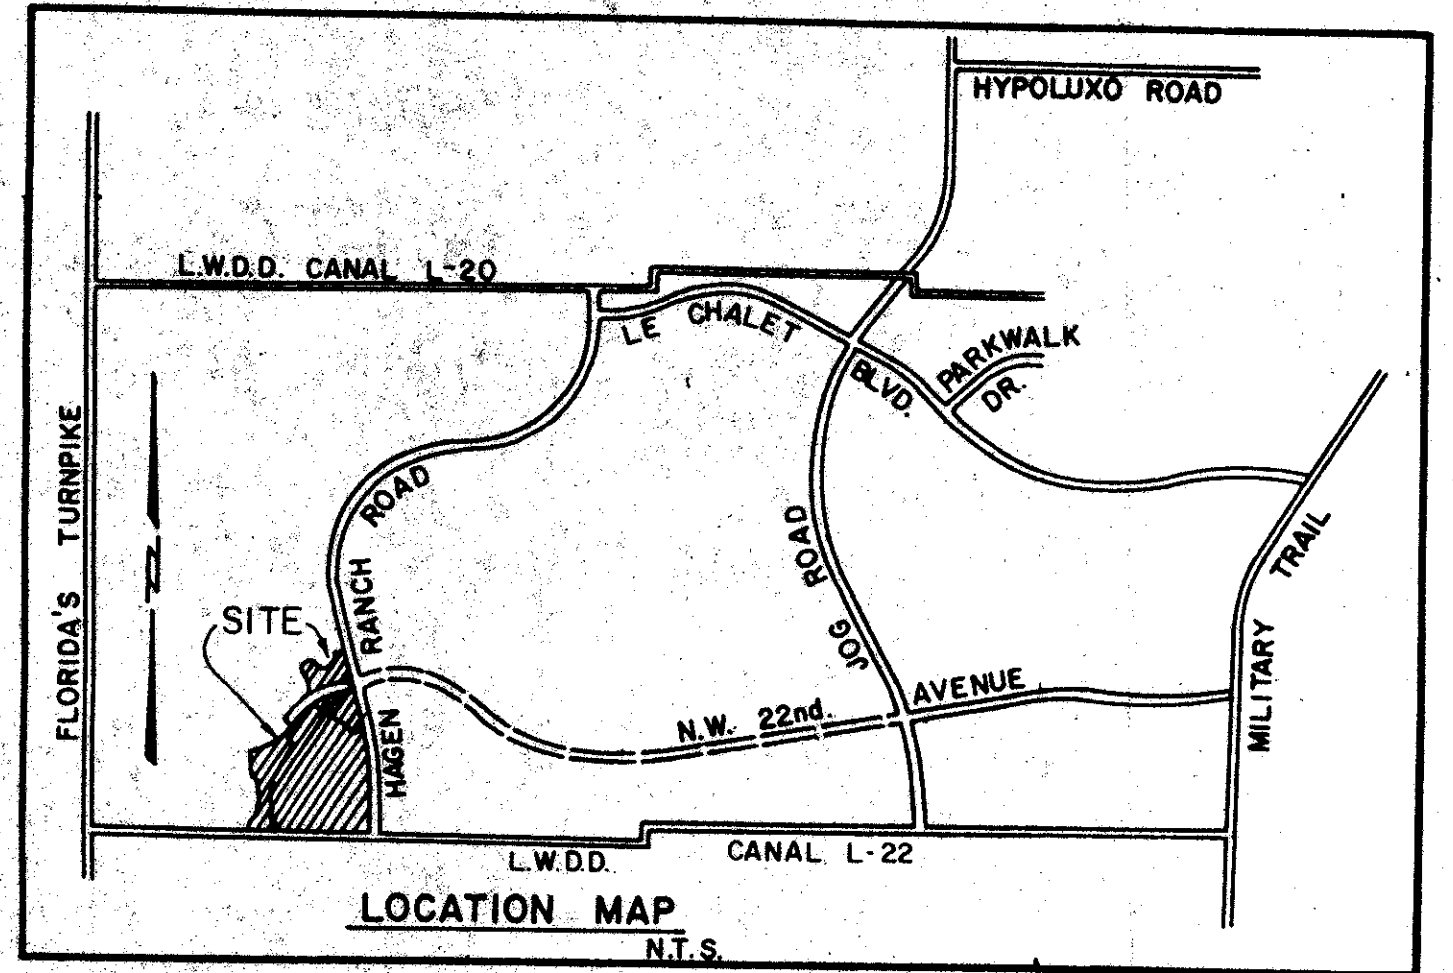 HYPOLUXO ROAD
L.W.D.D. CANAL L-20
LE CHALET BLVD.
PARKWALK DR.
FLORIDA'S TURNPIKE
N
HAGEN RANCH ROAD
JOG ROAD
MILITARY TRAIL
SITE
N.W. 22nd. AVENUE
L.W.D.D. CANAL L-22
LOCATION MAP
N.T.S.